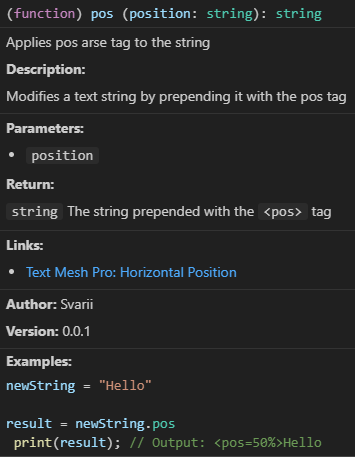 (function) pos (position: string): string
Applies pos arse tag to the string
Description:
Modifies a text string by prepending it with the pos tag
Parameters:
• position
Return:
string The string prepended with the <pos> tag
Links:
• Text Mesh Pro: Horizontal Position
Author: Svarii
Version: 0.0.1
Examples:
newString = "Hello"
result = newString.pos
print(result); // Output: <pos=50%>Hello